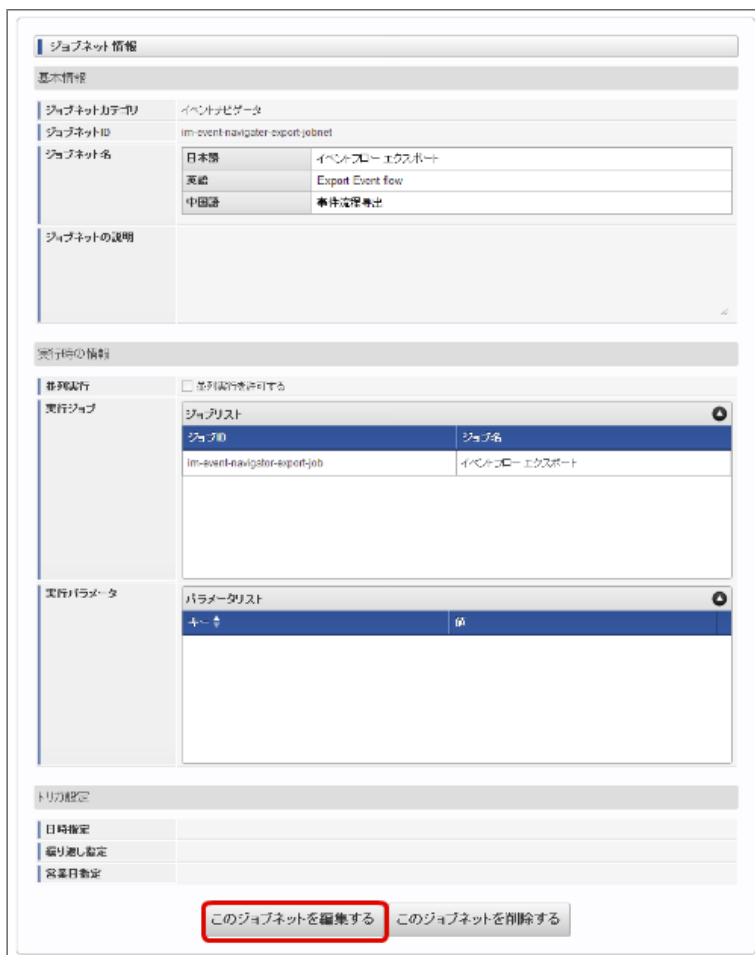 ジョブネット情報
基本情報
ジョブネットカテゴリ イベントナビゲータ
ジョブネットID im-event-navigater-export-jobnet
ジョブネット名 日本語 イベントフロー エクスポート
英語 Export Event flow
中国語 事件流程导出
ジョブネットの説明
実行時の情報
並列実行 並列実行を許可する
実行ジョブ ジョブリスト
ジョブID ジョブ名
im-event-navigator-export-job イベントフロー エクスポート
実行パラメータ パラメータリスト
キー 値
トリガ設定
日時指定
繰り返し指定
営業日指定
このジョブネットを編集する このジョブネットを削除する